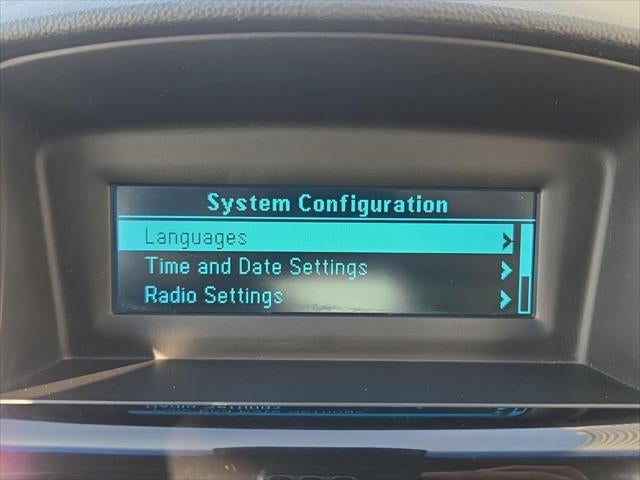 System Configuration
Languages
Time and Date Settings
Radio Settings